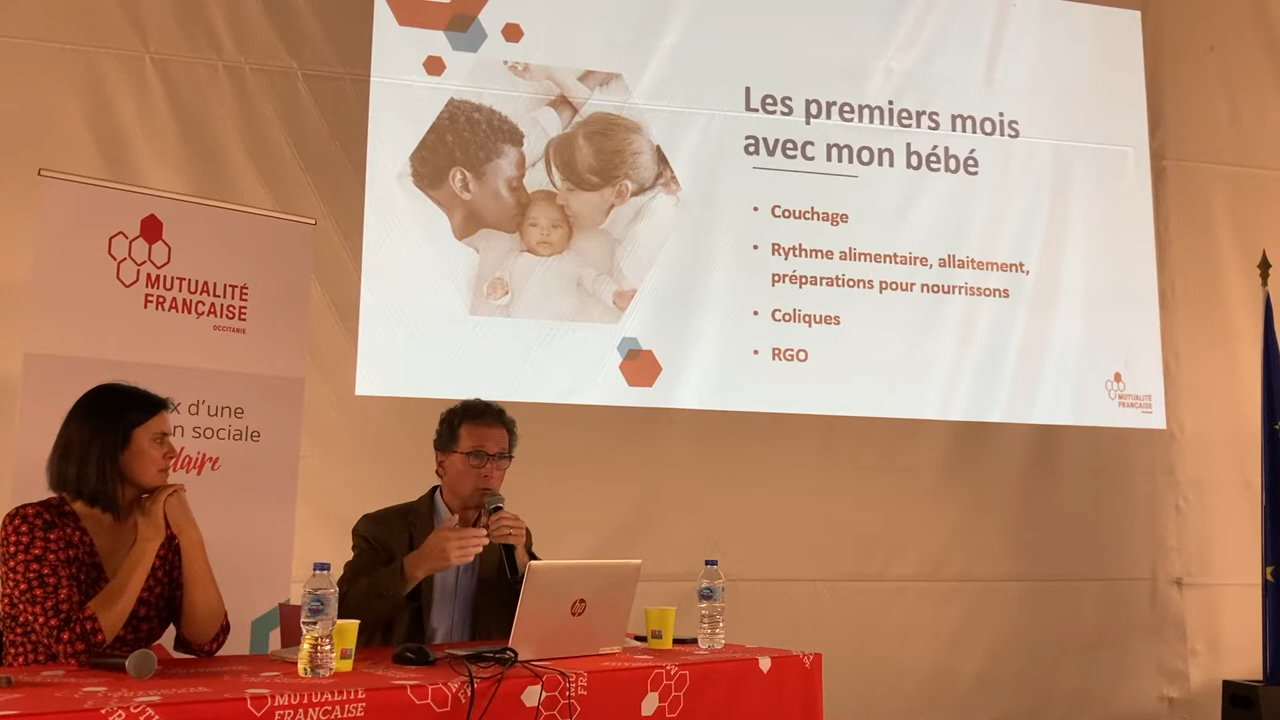 Les premiers mois
avec mon bébé
• Couchage
• Rythme alimentaire, allaitement,
préparations pour nourrissons
• Coliques
• RGO
MUTUALITÉ
FRANÇAISE
MUTUALITÉ
FRANÇAISE
OCCITANIE
x d'une
n sociale
daire
hp
MUTUALITÉ
FRANÇAISE